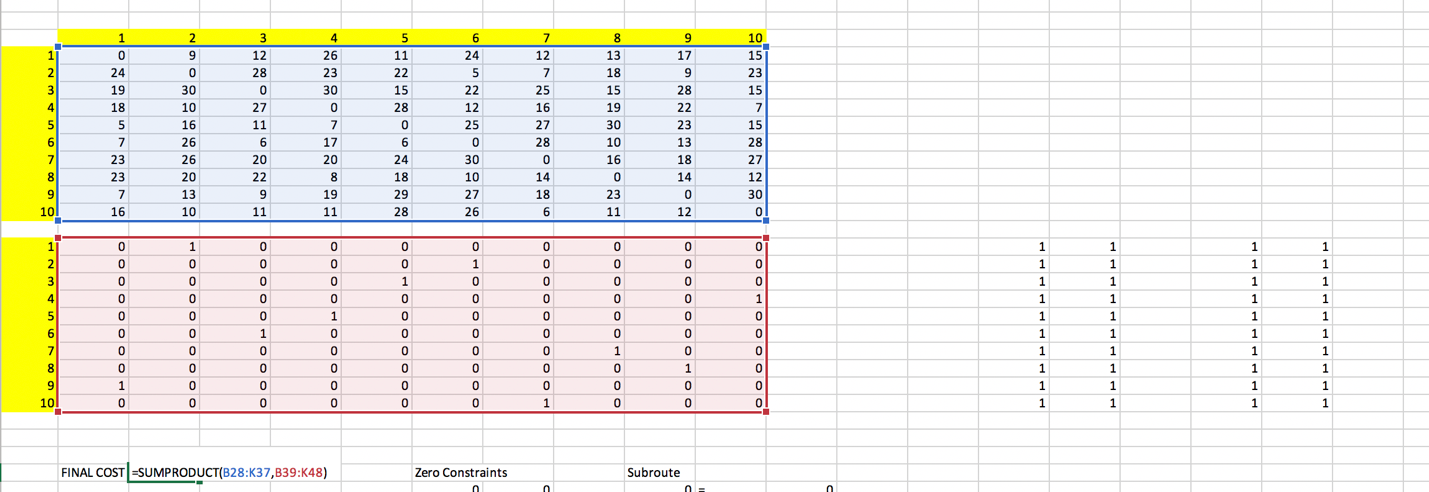 1 2 3 4 5 6 7 8 9 10
1 0 9 12 26 11 24 12 13 17 15
2 24 0 28 23 22 5 7 18 9 23
3 19 30 0 30 15 22 25 15 28 15
4 18 10 27 0 28 12 16 19 22 7
5 5 16 11 7 0 25 27 30 23 15
6 7 26 6 17 6 0 28 10 13 28
7 23 26 20 20 24 30 0 16 18 27
8 23 20 22 8 18 10 14 0 14 12
9 7 13 9 19 29 27 18 23 0 30
10 16 10 11 11 28 26 6 11 12 0
1 0 1 0 0 0 0 0 0 0 0 1 1 1 1
2 0 0 0 0 0 1 0 0 0 0 1 1 1 1
3 0 0 0 0 1 0 0 0 0 0 1 1 1 1
4 0 0 0 0 0 0 0 0 0 1 1 1 1 1
5 0 0 0 1 0 0 0 0 0 0 1 1 1 1
6 0 0 1 0 0 0 0 0 0 0 1 1 1 1
7 0 0 0 0 0 0 0 1 0 0 1 1 1 1
8 0 0 0 0 0 0 0 0 1 0 1 1 1 1
9 1 0 0 0 0 0 0 0 0 0 1 1 1 1
10 0 0 0 0 0 0 1 0 0 0 1 1 1 1
FINAL COST =SUMPRODUCT(B28:K37,B39:K48) Zero Constraints Subroute
0 0 0 = 0